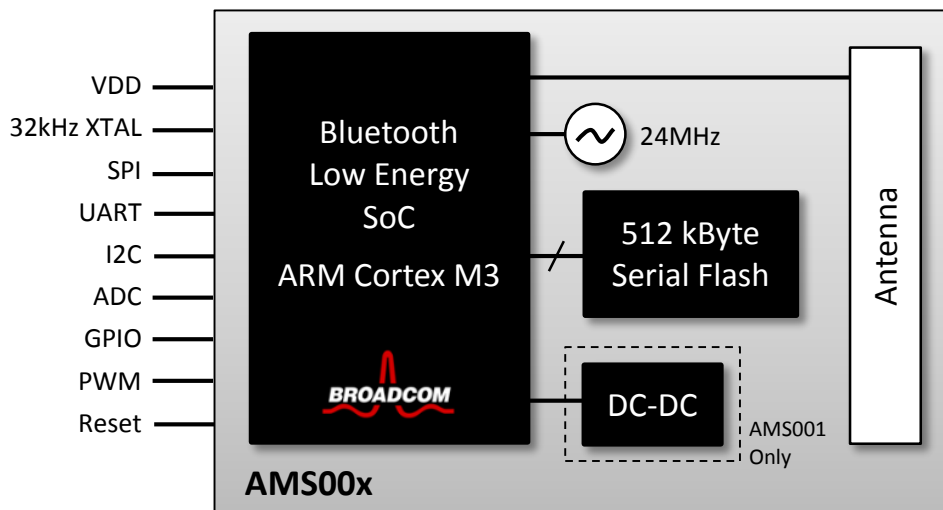 VDD
32kHz XTAL
SPI
UART
I2C
ADC
GPIO
PWM
Reset
Bluetooth
Low Energy
SoC
ARM Cortex M3
BROADCOM
24MHz
512 kByte
Serial Flash
DC-DC
AMS001
Only
Antenna
AMS00x